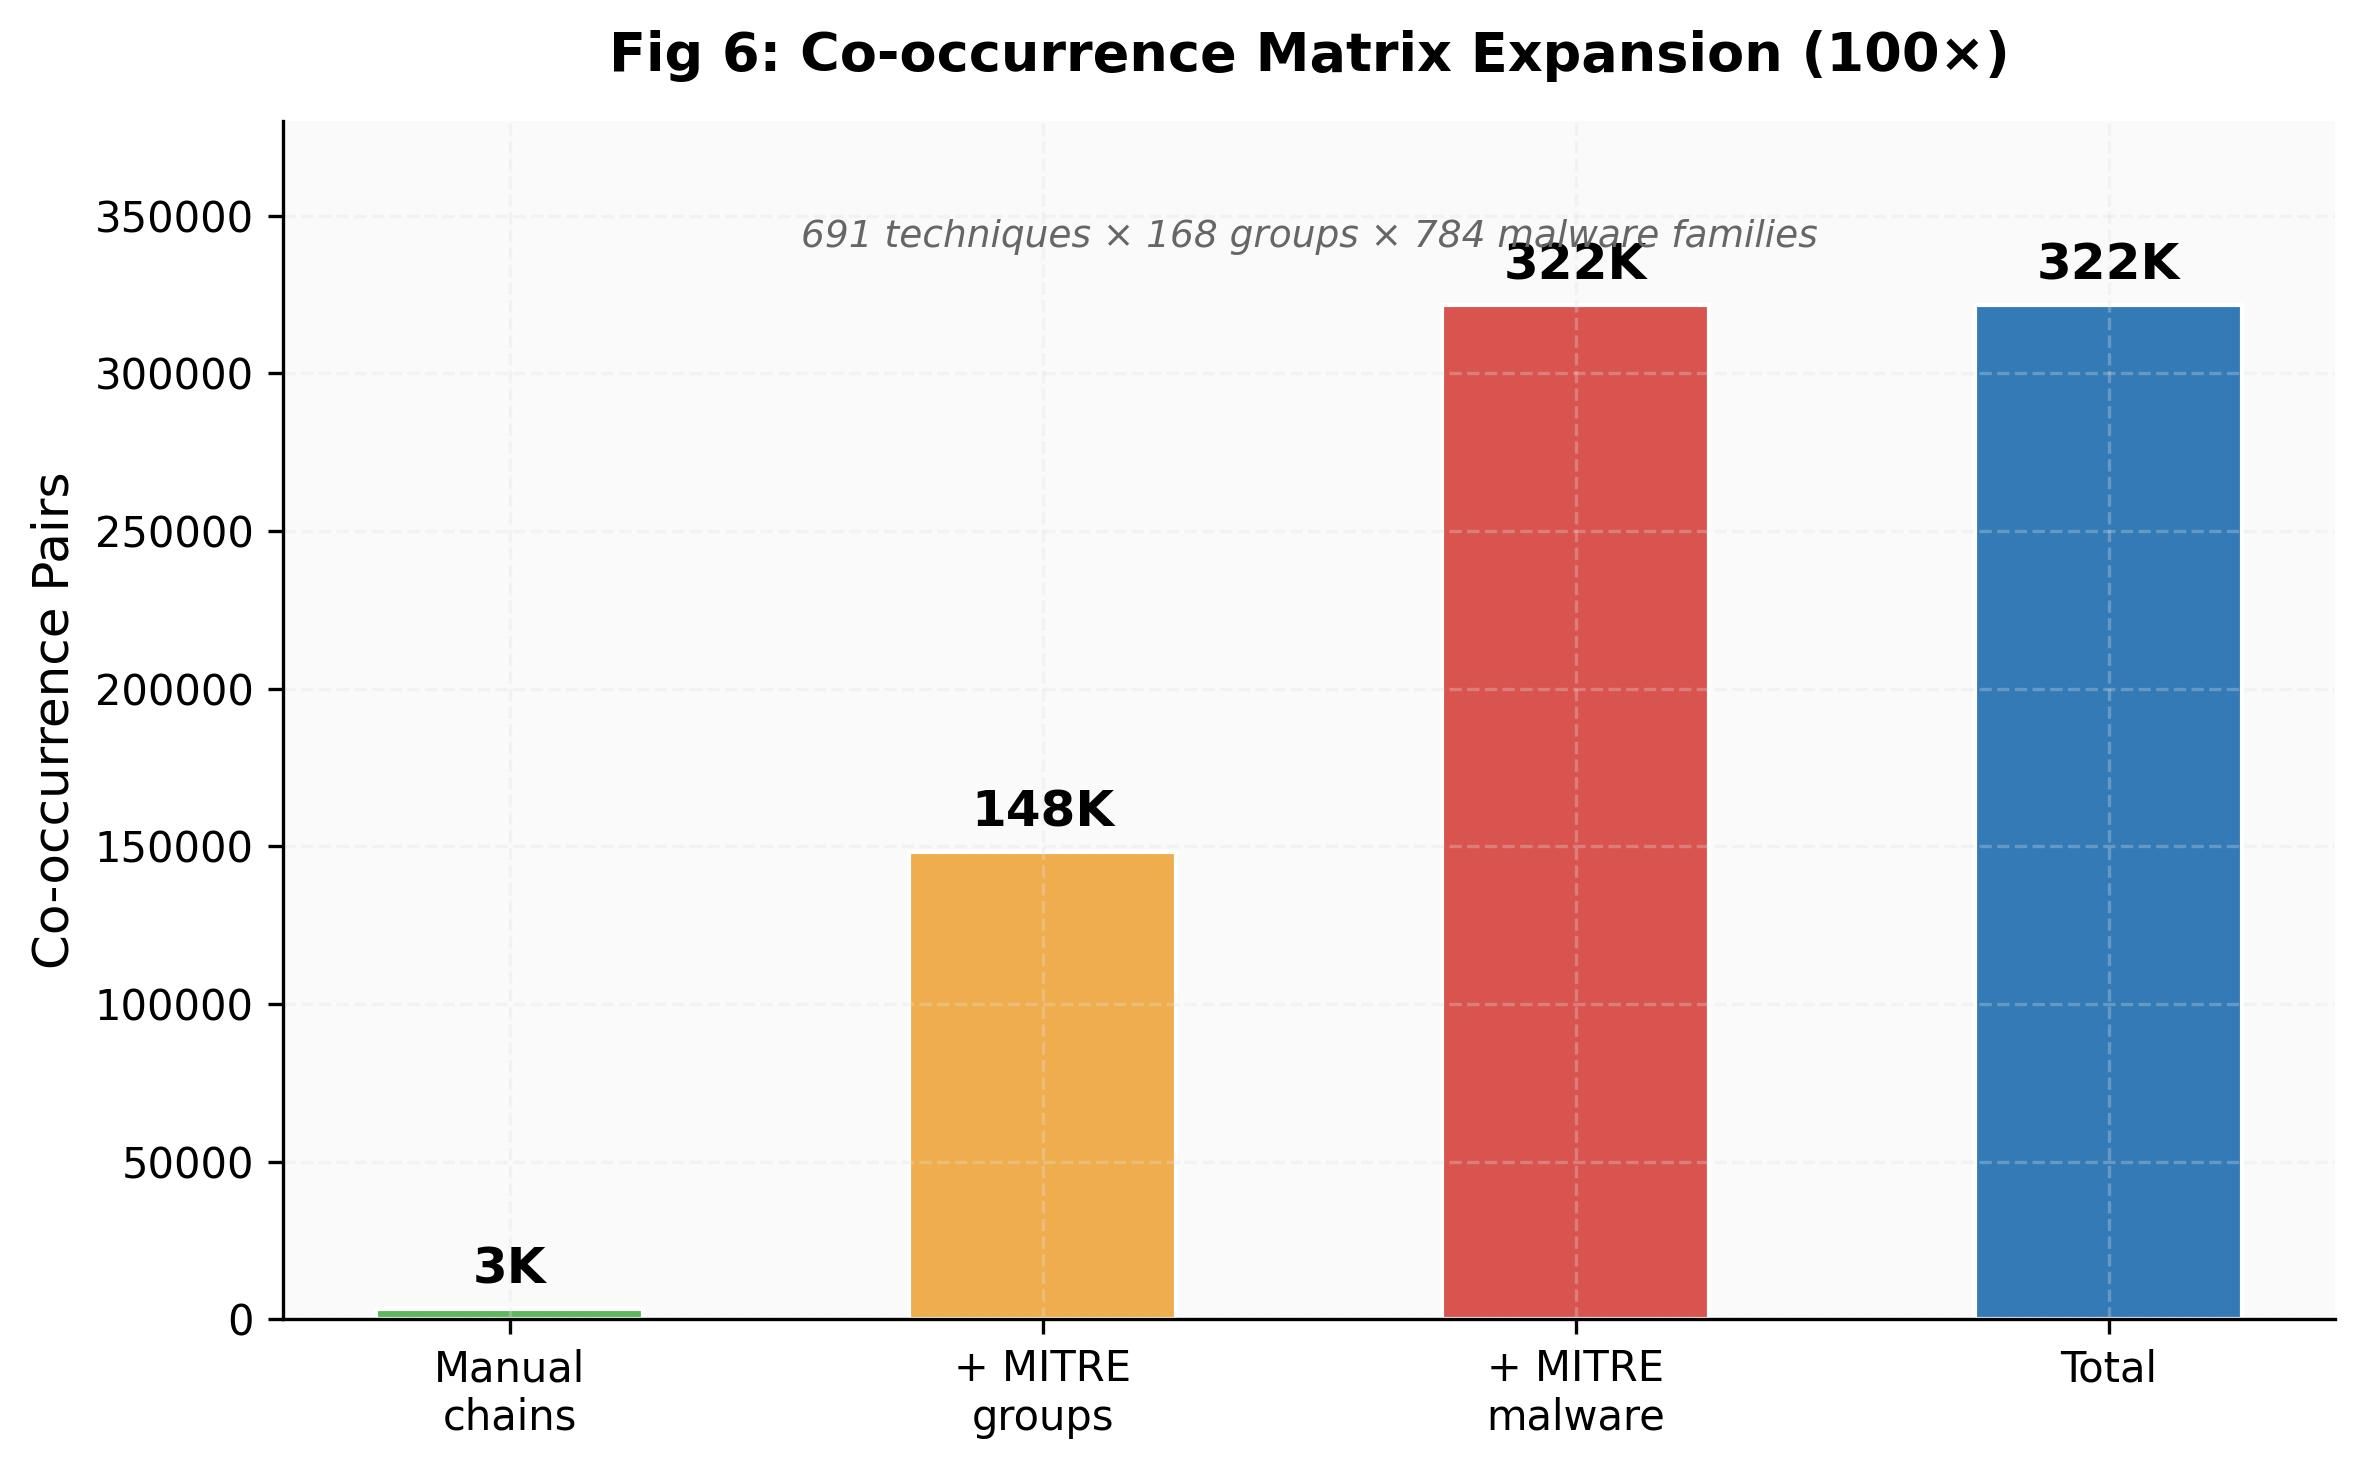 Fig 6: Co-occurrence Matrix Expansion (100×)
691 techniques × 168 groups × 784 malware families
Co-occurrence Pairs
350000
300000
250000
200000
150000
100000
50000
0
3K
148K
322K
322K
Manual
chains
+ MITRE
groups
+ MITRE
malware
Total